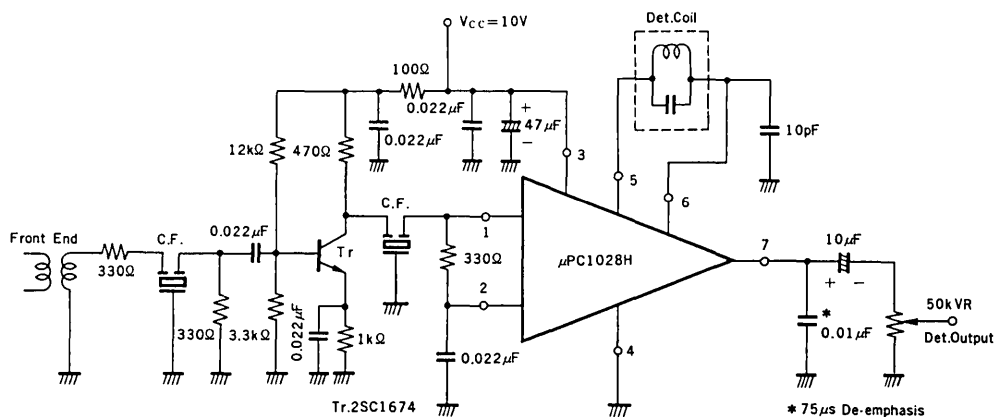 Vcc=10V
Det.Coil
100Ω
0.022μF
0.022μF
+
47μF
−
10pF
12kΩ
470Ω
3
5
6
Front End
C.F.
0.022μF
Tr
C.F.
1
330Ω
μPC1028H
7
10μF
+ −
330Ω
2
50kVR
Det.Output
330Ω
3.3kΩ
0.022μF
1kΩ
0.022μF
4
*
0.01μF
Tr.2SC1674
* 75μs De-emphasis